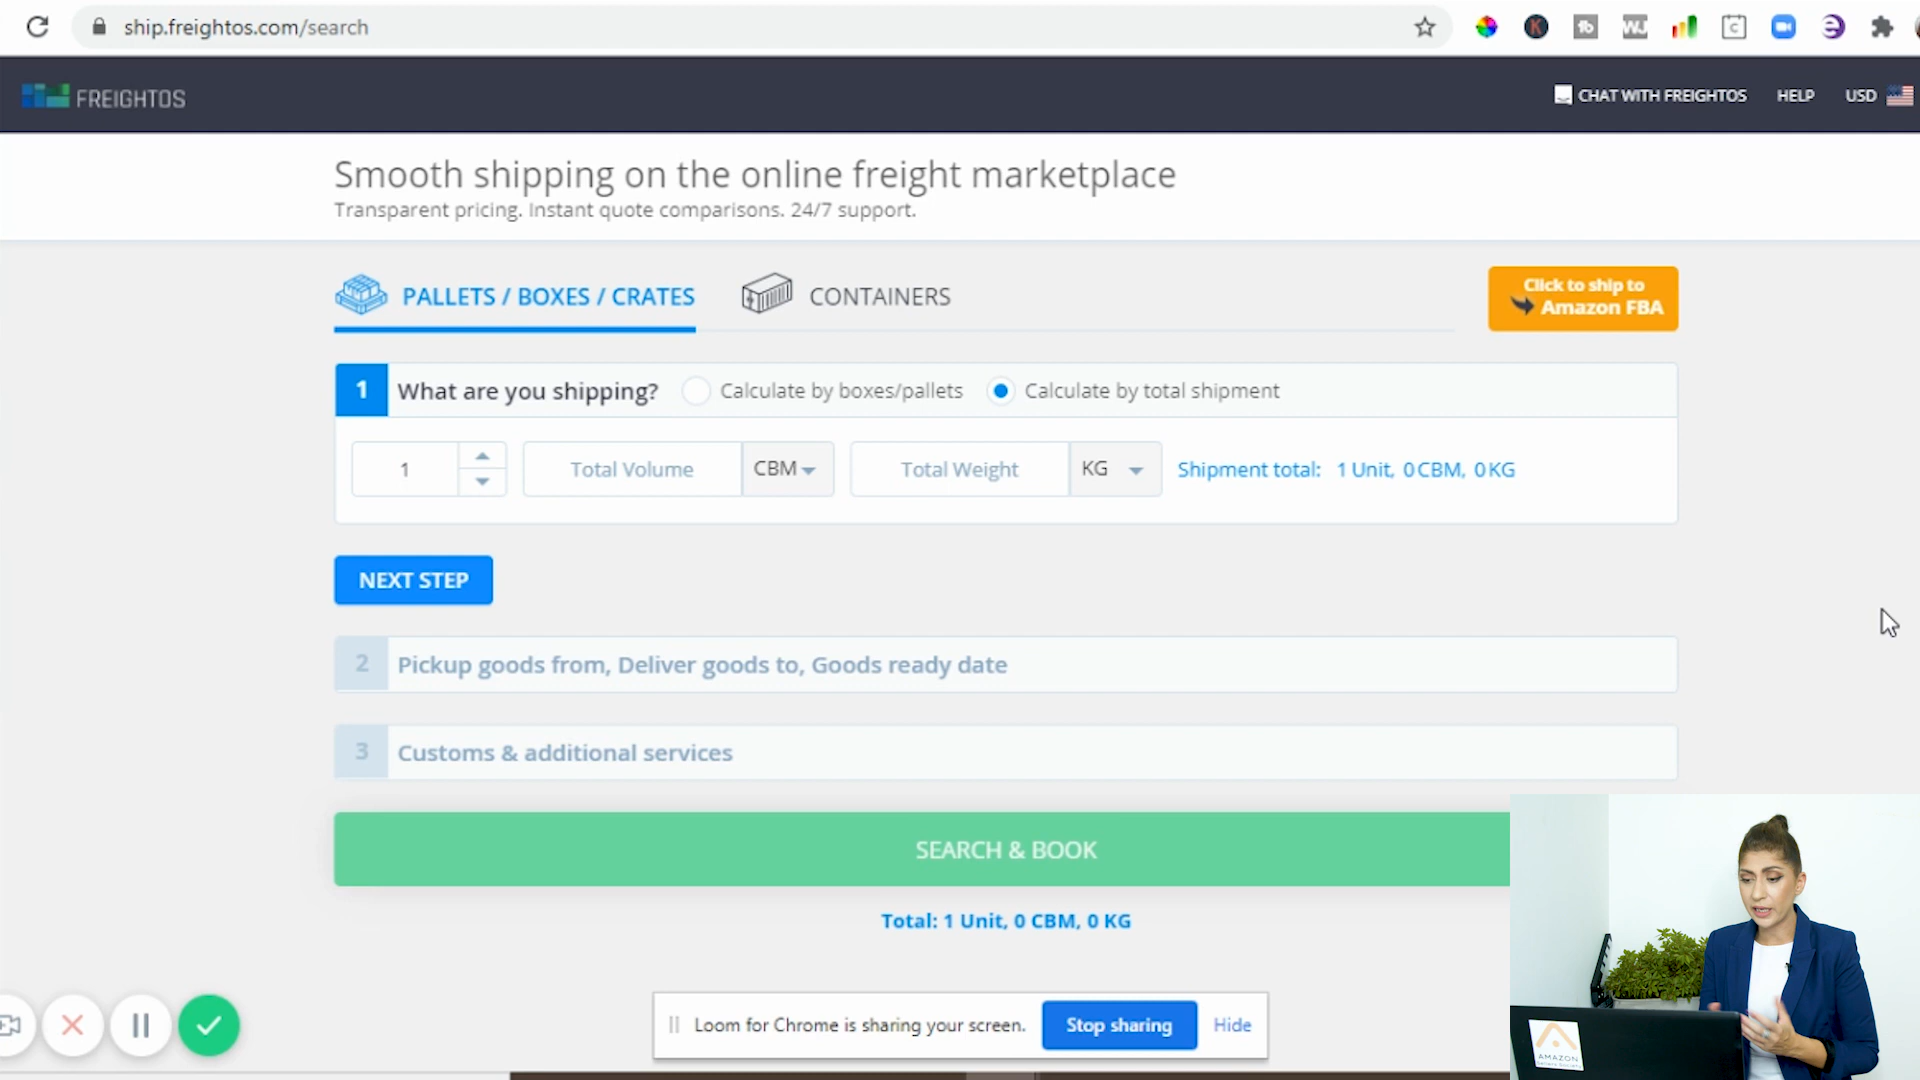 ship.freightos.com/search
FREIGHTOS
CHAT WITH FREIGHTOS
HELP
USD
Smooth shipping on the online freight marketplace
Transparent pricing. Instant quote comparisons. 24/7 support.
PALLETS / BOXES / CRATES
CONTAINERS
Click to ship to
Amazon FBA
1
What are you shipping?
Calculate by boxes/pallets
Calculate by total shipment
1
Total Volume
CBM
Total Weight
KG
Shipment total: 1 Unit, 0 CBM, 0 KG
NEXT STEP
2
Pickup goods from, Deliver goods to, Goods ready date
3
Customs & additional services
SEARCH & BOOK
Total: 1 Unit, 0 CBM, 0 KG
Loom for Chrome is sharing your screen.
Stop sharing
Hide
AMAZON